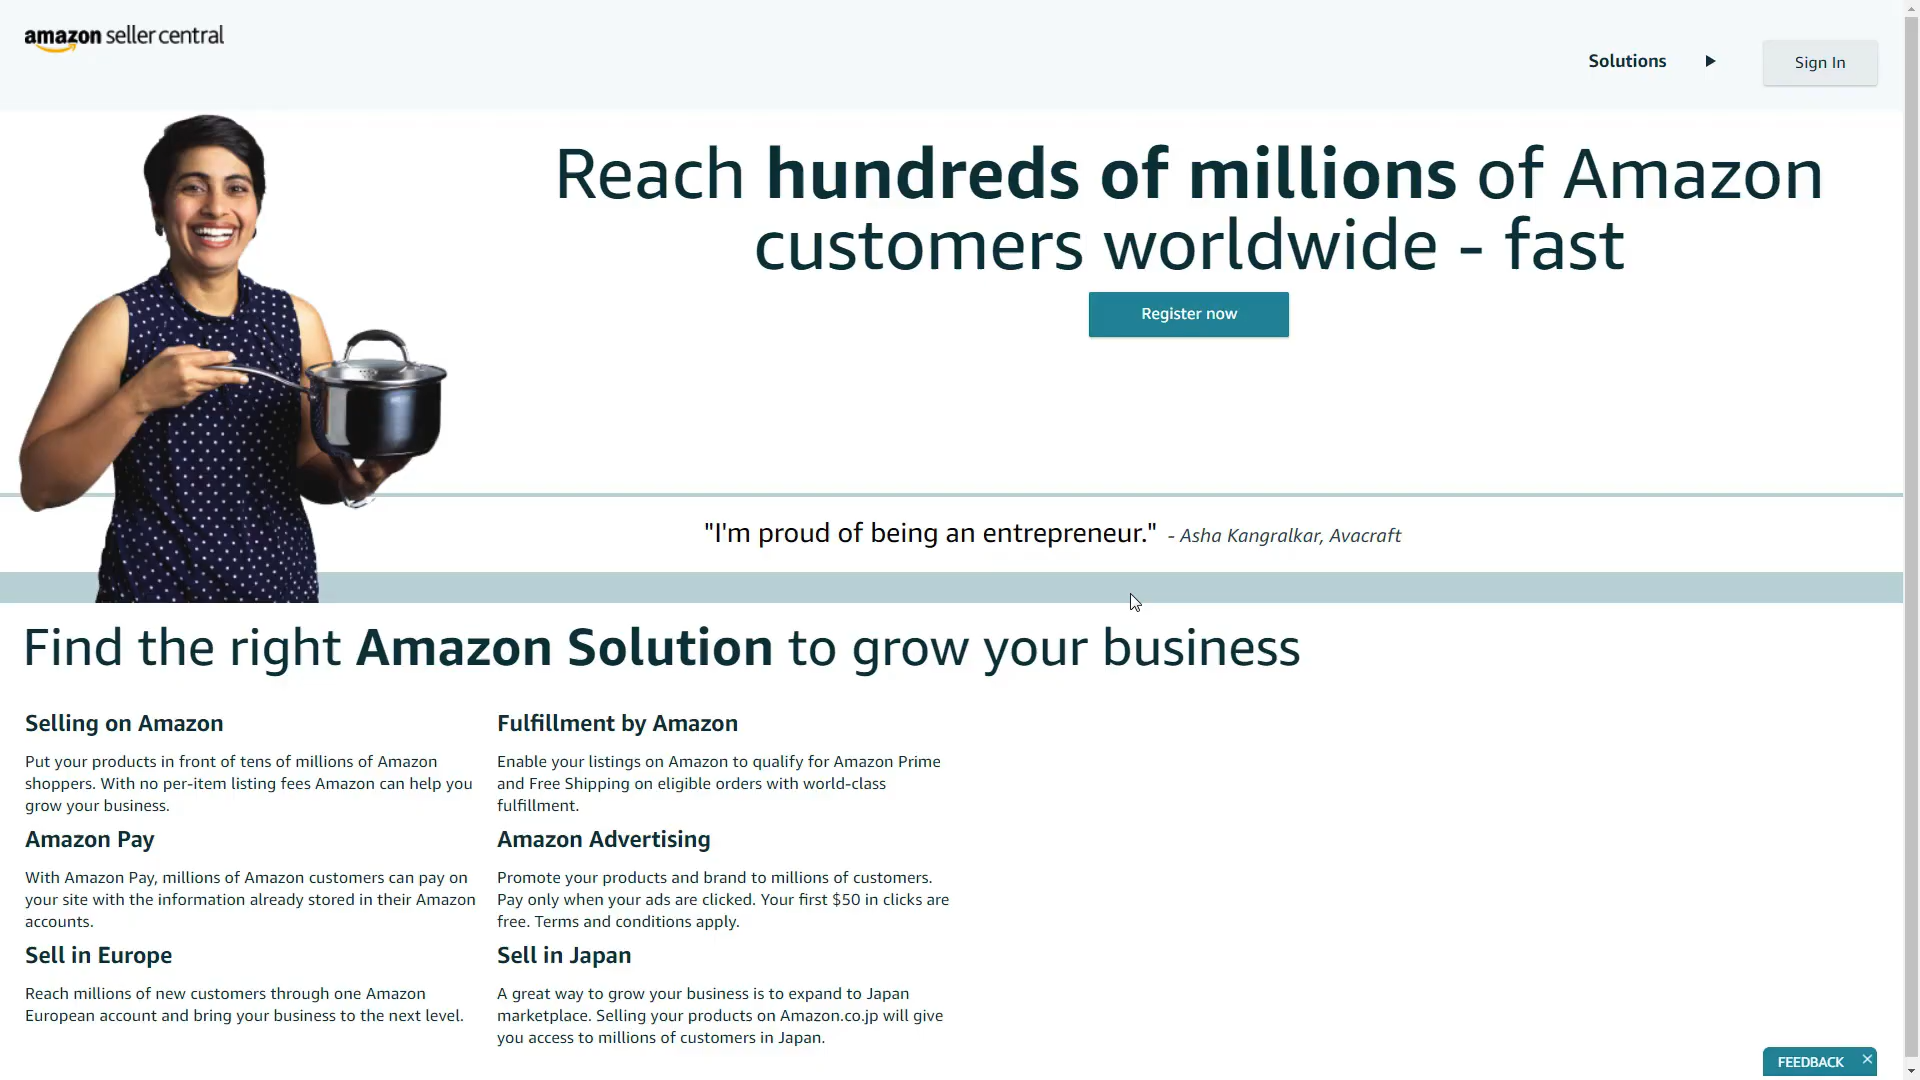 amazon seller central
Solutions
Sign In
Reach hundreds of millions of Amazon
customers worldwide - fast
Register now
"I'm proud of being an entrepreneur." - Asha Kangralkar, Avacraft
Find the right Amazon Solution to grow your business
Selling on Amazon
Put your products in front of tens of millions of Amazon
shoppers. With no per-item listing fees Amazon can help you
grow your business.
Fulfillment by Amazon
Enable your listings on Amazon to qualify for Amazon Prime
and Free Shipping on eligible orders with world-class
fulfillment.
Amazon Pay
With Amazon Pay, millions of Amazon customers can pay on
your site with the information already stored in their Amazon
accounts.
Amazon Advertising
Promote your products and brand to millions of customers.
Pay only when your ads are clicked. Your first $50 in clicks are
free. Terms and conditions apply.
Sell in Europe
Reach millions of new customers through one Amazon
European account and bring your business to the next level.
Sell in Japan
A great way to grow your business is to expand to Japan
marketplace. Selling your products on Amazon.co.jp will give
you access to millions of customers in Japan.
FEEDBACK